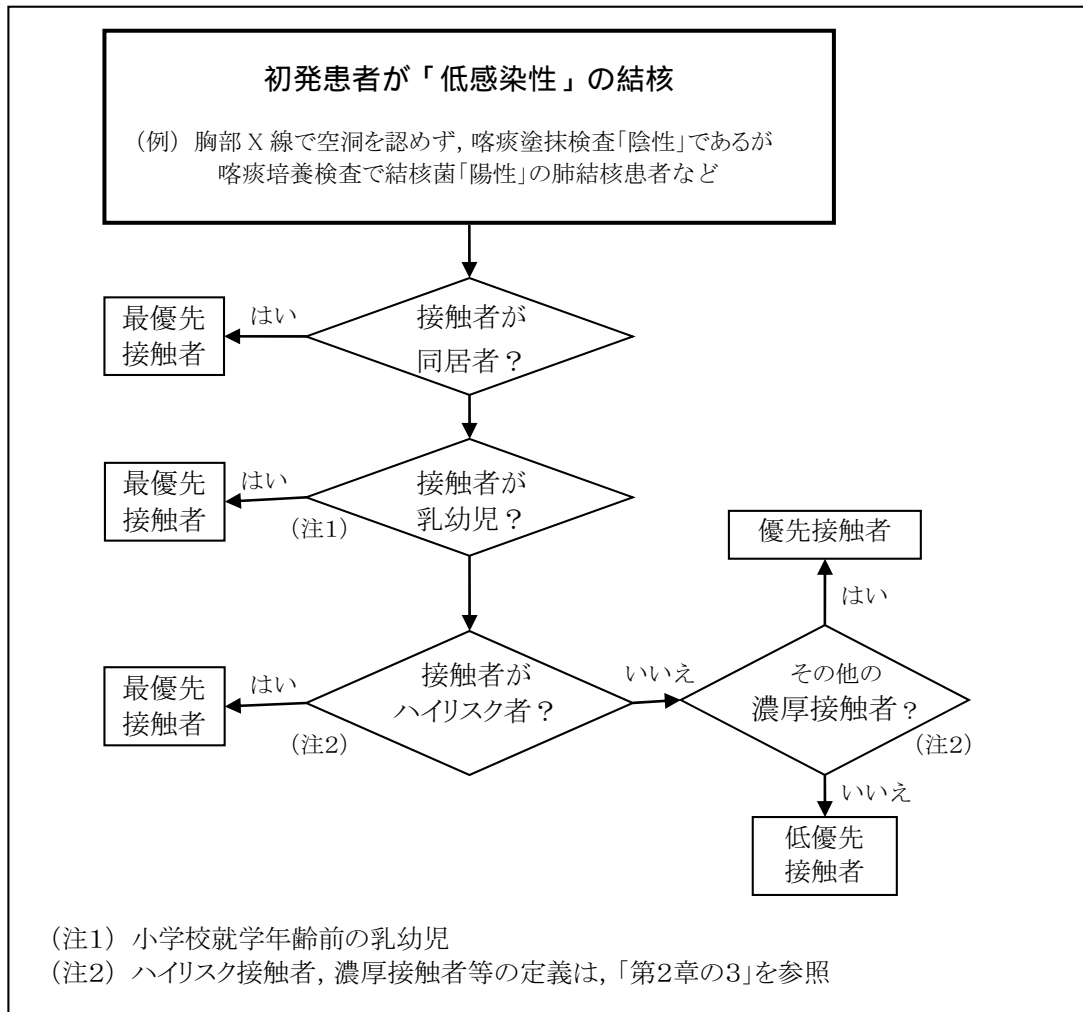 初発患者が「低感染性」の結核
（例） 胸部 X 線で空洞を認めず，喀痰塗抹検査「陰性」であるが
喀痰培養検査で結核菌「陽性」の肺結核患者など
最優先
接触者
はい
接触者が
同居者？
最優先
接触者
はい
（注1）
接触者が
乳幼児？
優先接触者
はい
最優先
接触者
はい
（注2）
接触者が
ハイリスク者？
いいえ
その他の
濃厚接触者？
（注2）
いいえ
低優先
接触者
（注1） 小学校就学年齢前の乳幼児
（注2） ハイリスク接触者，濃厚接触者等の定義は，「第2章の3」を参照